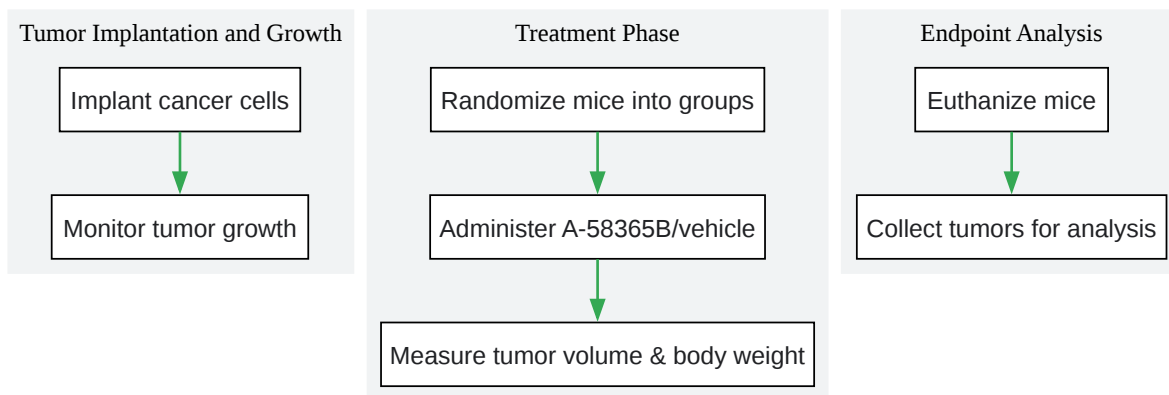 Tumor Implantation and Growth
Implant cancer cells
Monitor tumor growth
Treatment Phase
Randomize mice into groups
Administer A-58365B/vehicle
Measure tumor volume & body weight
Endpoint Analysis
Euthanize mice
Collect tumors for analysis